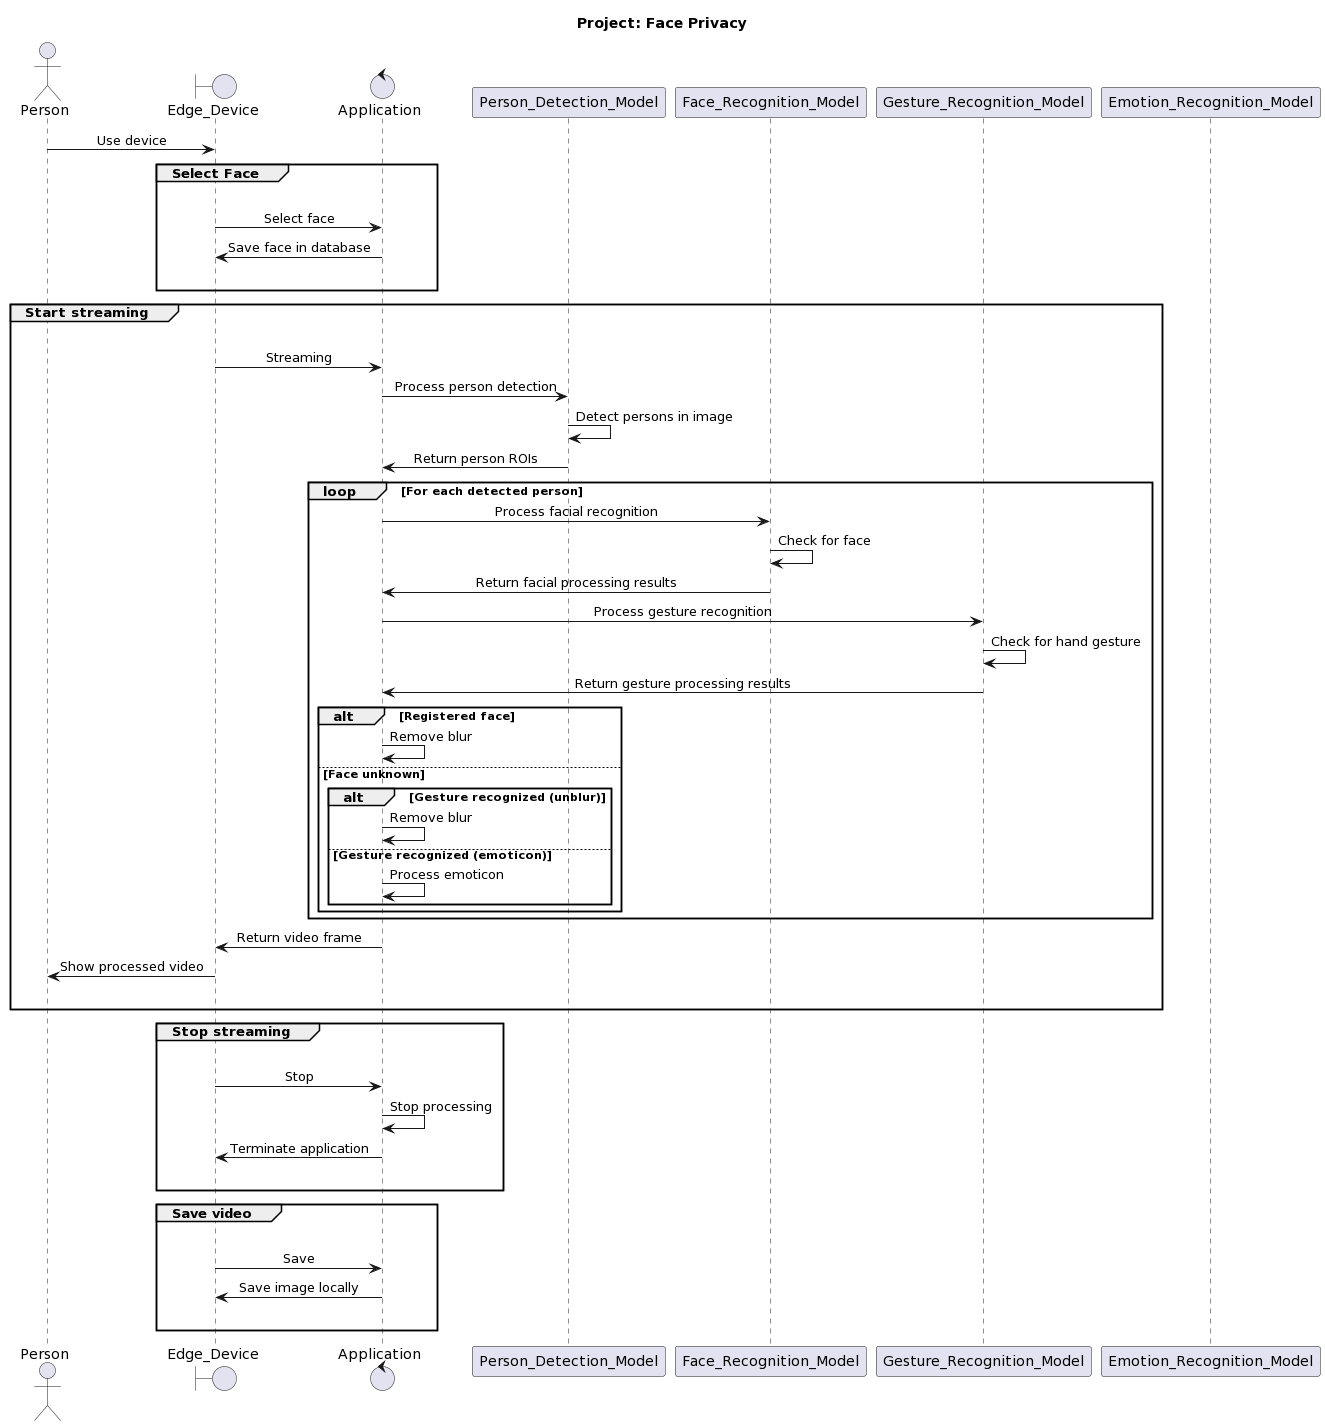 Project: Face Privacy
Person
Edge_Device
Application
Person_Detection_Model
Face_Recognition_Model
Gesture_Recognition_Model
Emotion_Recognition_Model
Use device
Select Face
Select face
Save face in database
Start streaming
Streaming
Process person detection
Detect persons in image
Return person ROIs
loop [For each detected person]
Process facial recognition
Check for face
Return facial processing results
Process gesture recognition
Check for hand gesture
Return gesture processing results
alt [Registered face]
Remove blur
[Face unknown]
alt [Gesture recognized (unblur)]
Remove blur
[Gesture recognized (emoticon)]
Process emoticon
Return video frame
Show processed video
Stop streaming
Stop
Stop processing
Terminate application
Save video
Save
Save image locally
Person
Edge_Device
Application
Person_Detection_Model
Face_Recognition_Model
Gesture_Recognition_Model
Emotion_Recognition_Model